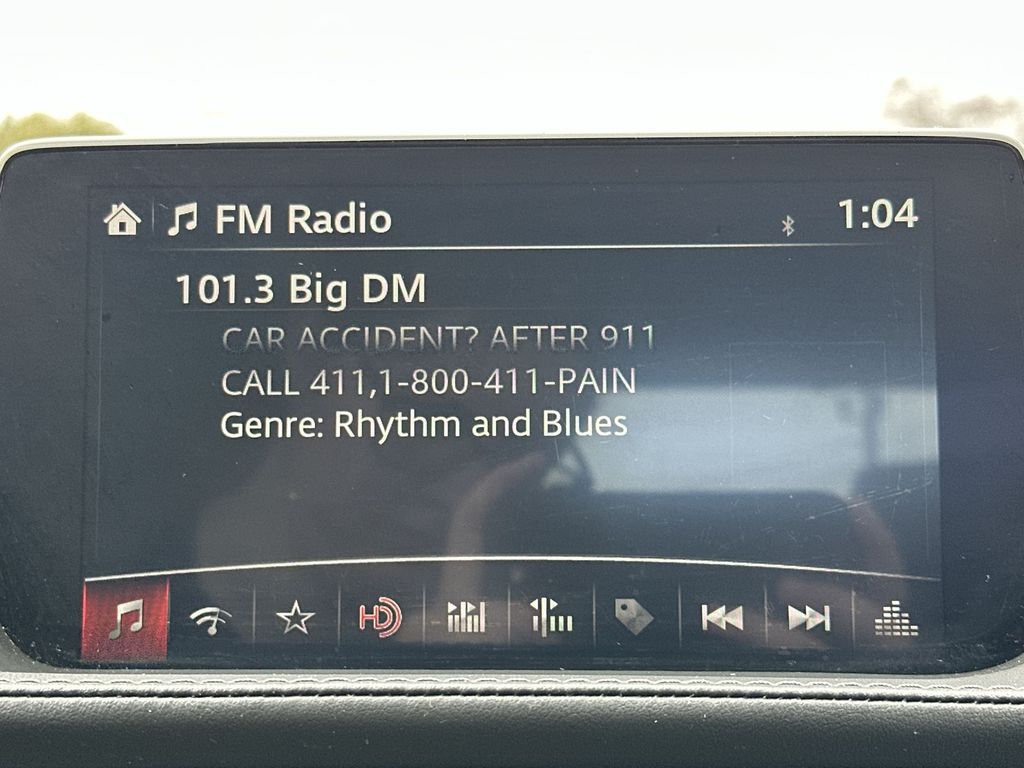 FM Radio
1:04
101.3 Big DM
CAR ACCIDENT? AFTER 911
CALL 411,1-800-411-PAIN
Genre: Rhythm and Blues
HD